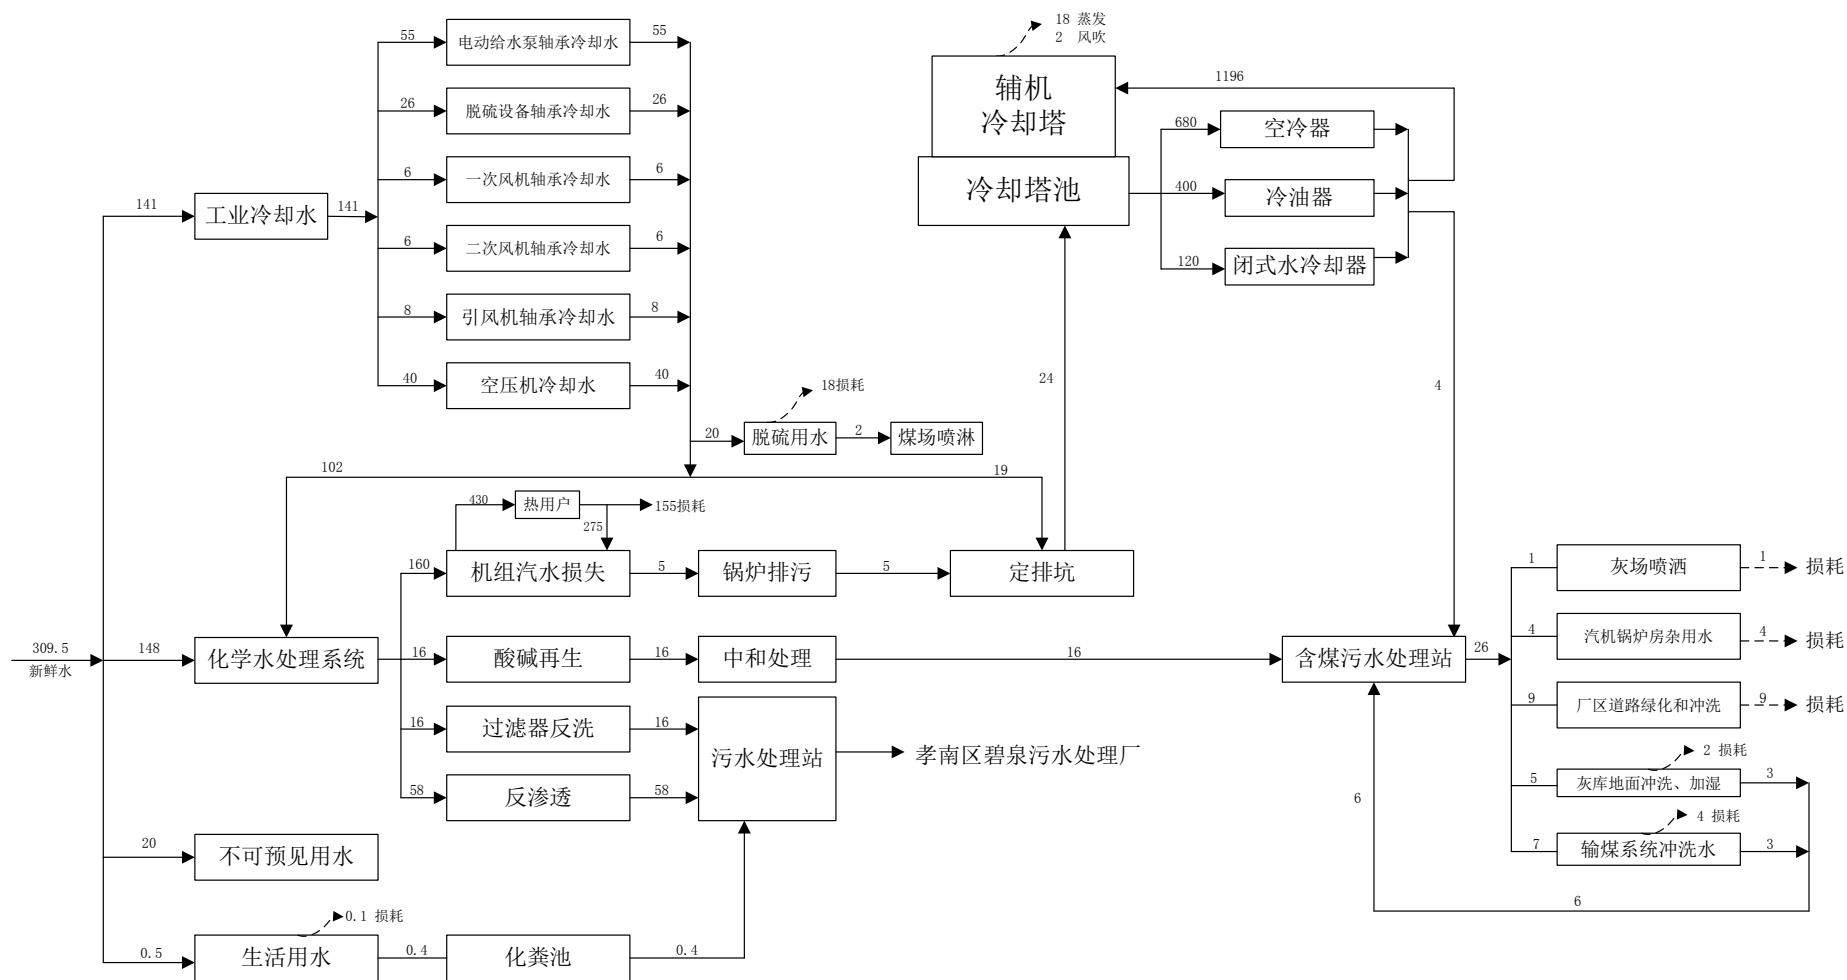 18 蒸发
2 风吹
55
电动给水泵轴承冷却水
55
辅机
冷却塔
1196
26
脱硫设备轴承冷却水
26
680
空冷器
6
一次风机轴承冷却水
6
冷却塔池
400
冷油器
141
工业冷却水
141
6
二次风机轴承冷却水
6
120
闭式水冷却器
8
引风机轴承冷却水
8
40
空压机冷却水
40
24
4
18损耗
20
脱硫用水
2
煤场喷淋
102
19
430
热用户
155损耗
275
160
机组汽水损失
5
锅炉排污
5
定排坑
1
灰场喷洒
1
损耗
309.5
新鲜水
148
化学水处理系统
16
酸碱再生
16
中和处理
16
含煤污水处理站
26
4
汽机锅炉房杂用水
4
损耗
16
过滤器反洗
16
9
厂区道路绿化和冲洗
9
损耗
污水处理站
孝南区碧泉污水处理厂
2 损耗
58
反渗透
58
6
5
灰库地面冲洗、加湿
3
4 损耗
20
不可预见用水
7
输煤系统冲洗水
3
6
0.1 损耗
0.5
生活用水
0.4
化粪池
0.4